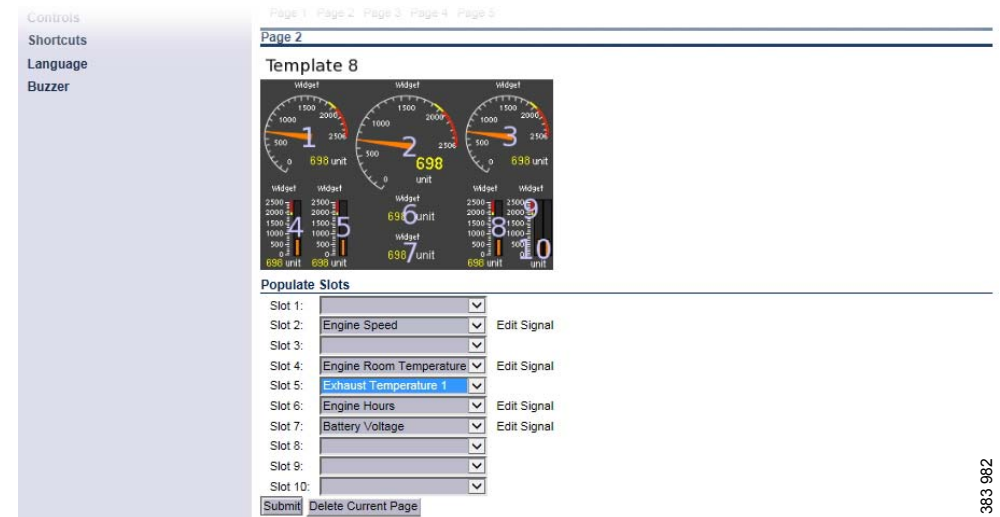 Controls
Page 1 Page 2 Page 3 Page 4 Page 5
Shortcuts
Language
Buzzer
Page 2
Template 8
Widget Widget Widget
0 500 1000 1500 2000 2500
1
698 unit
0 500 1000 1500 2000 2500
2
698
unit
0 500 1000 1500 2000 2500
3
698 unit
Widget Widget Widget Widget Widget
2500 2000 1500 1000 500 0
4
698 unit
2500 2000 1500 1000 500 0
5
698 unit
6
unit
Widget
698 7 unit
2500 2000 1500 1000 500 0
8
698 unit
9
10
unit
Populate Slots
Slot 1:
Slot 2: Engine Speed Edit Signal
Slot 3:
Slot 4: Engine Room Temperature Edit Signal
Slot 5: Exhaust Temperature 1
Slot 6: Engine Hours Edit Signal
Slot 7: Battery Voltage Edit Signal
Slot 8:
Slot 9:
Slot 10:
Submit Delete Current Page
383 982